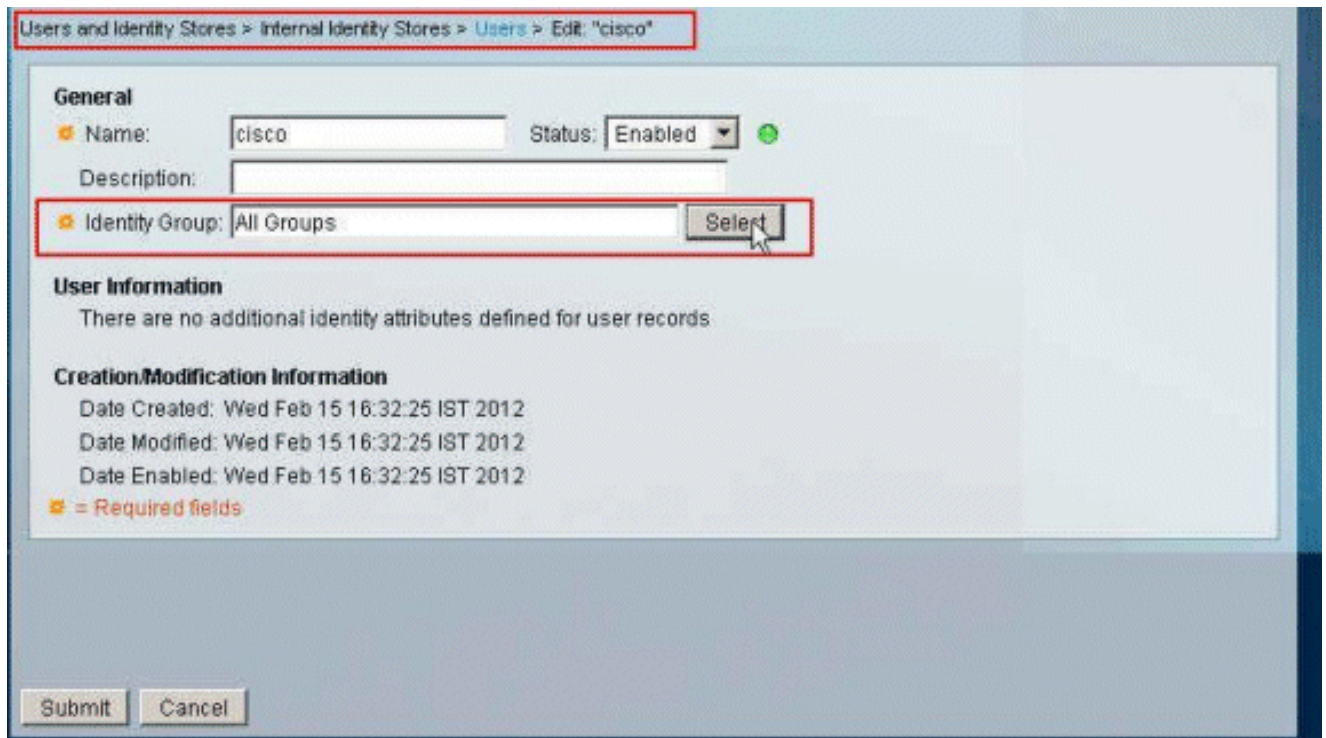 Users and Identity Stores > Internal Identity Stores > Users > Edit: "cisco"
General
Name: cisco Status: Enabled
Description:
Identity Group: All Groups Select
User Information
There are no additional identity attributes defined for user records
Creation/Modification Information
Date Created: Wed Feb 15 16:32:25 IST 2012
Date Modified: Wed Feb 15 16:32:25 IST 2012
Date Enabled: Wed Feb 15 16:32:25 IST 2012
= Required fields
Submit Cancel